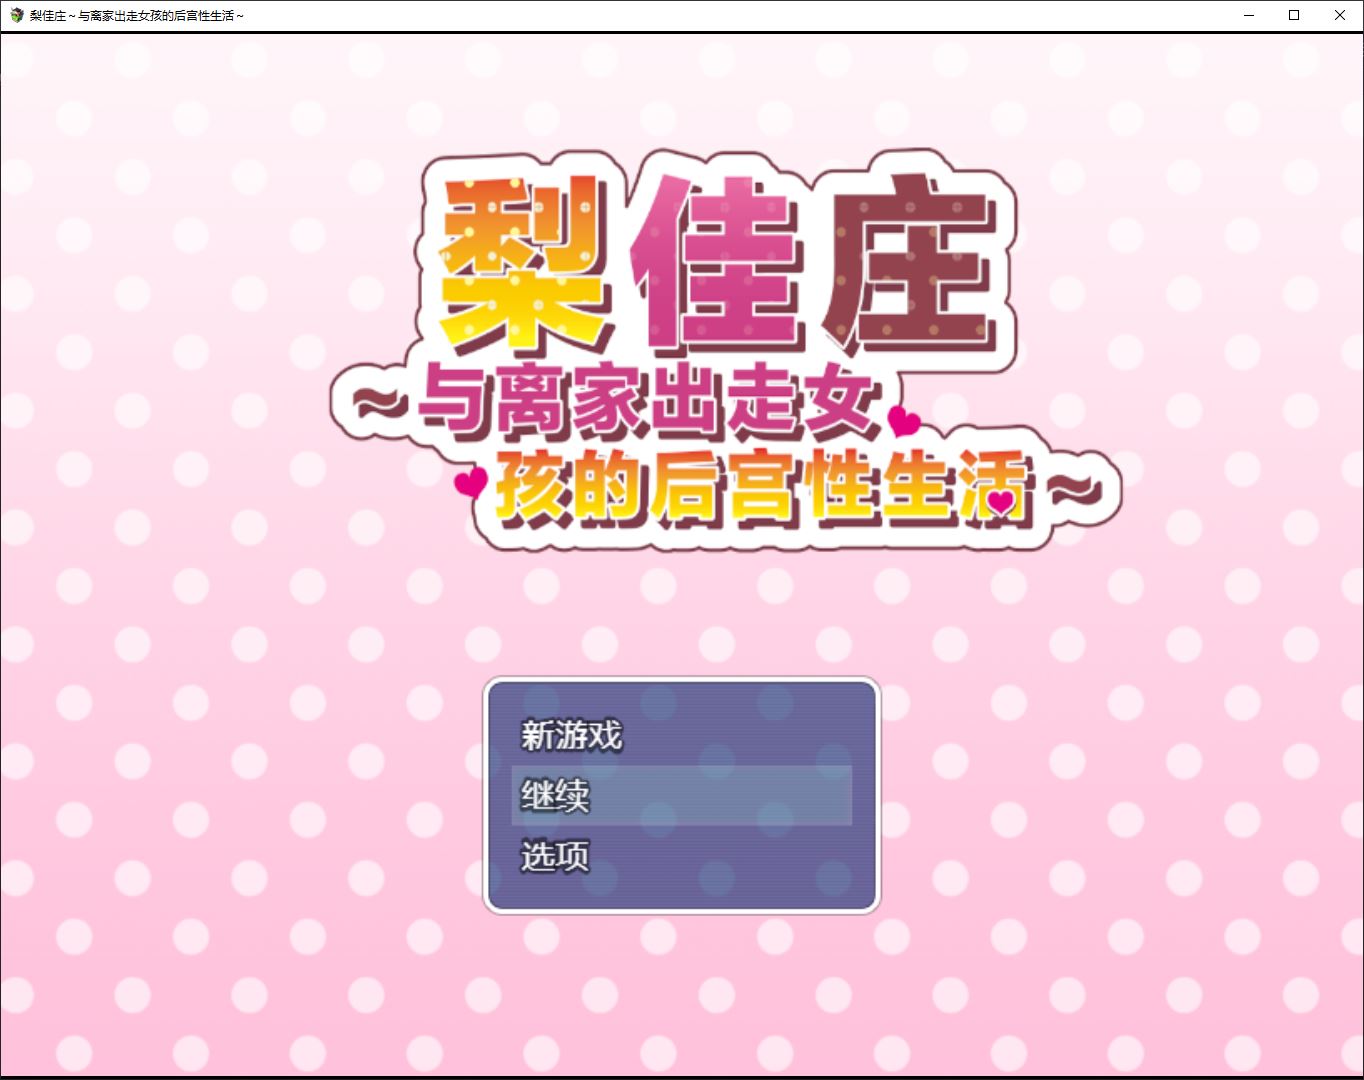 梨佳庄～与离家出走女孩的后宫性生活～
梨佳庄
～与离家出走女
孩的后宫性生活～
新游戏
继续
选项